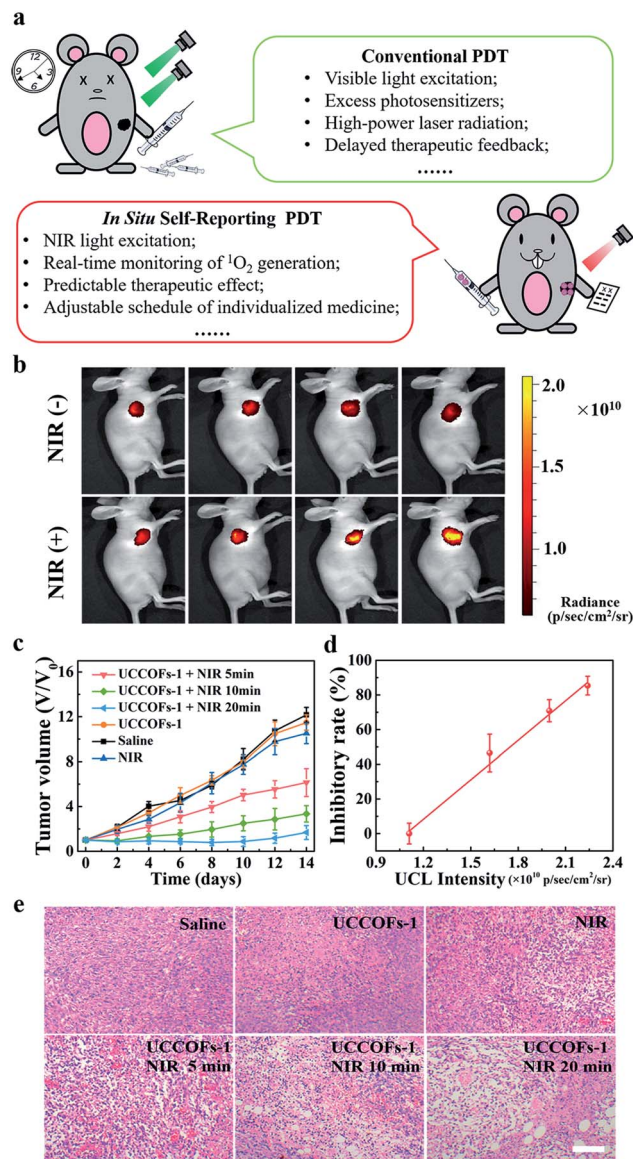 a
12
9
3
6
Conventional PDT
• Visible light excitation;
• Excess photosensitizers;
• High-power laser radiation;
• Delayed therapeutic feedback;
......
In Situ Self-Reporting PDT
• NIR light excitation;
• Real-time monitoring of ¹O₂ generation;
• Predictable therapeutic effect;
• Adjustable schedule of individualized medicine;
......
b
NIR (-)
NIR (+)
2.0
×10¹⁰
1.5
1.0
Radiance
(p/sec/cm²/sr)
c
Tumor volume (V/V₀)
16
12
8
4
0
UCCOFs-1 + NIR 5min
UCCOFs-1 + NIR 10min
UCCOFs-1 + NIR 20min
UCCOFs-1
Saline
NIR
0 2 4 6 8 10 12 14
Time (days)
d
Inhibitory rate (%)
100
80
60
40
20
0
0.9 1.2 1.5 1.8 2.1 2.4
UCL Intensity (×10¹⁰ p/sec/cm²/sr)
e
Saline
UCCOFs-1
NIR
UCCOFs-1
NIR 5 min
UCCOFs-1
NIR 10 min
UCCOFs-1
NIR 20 min